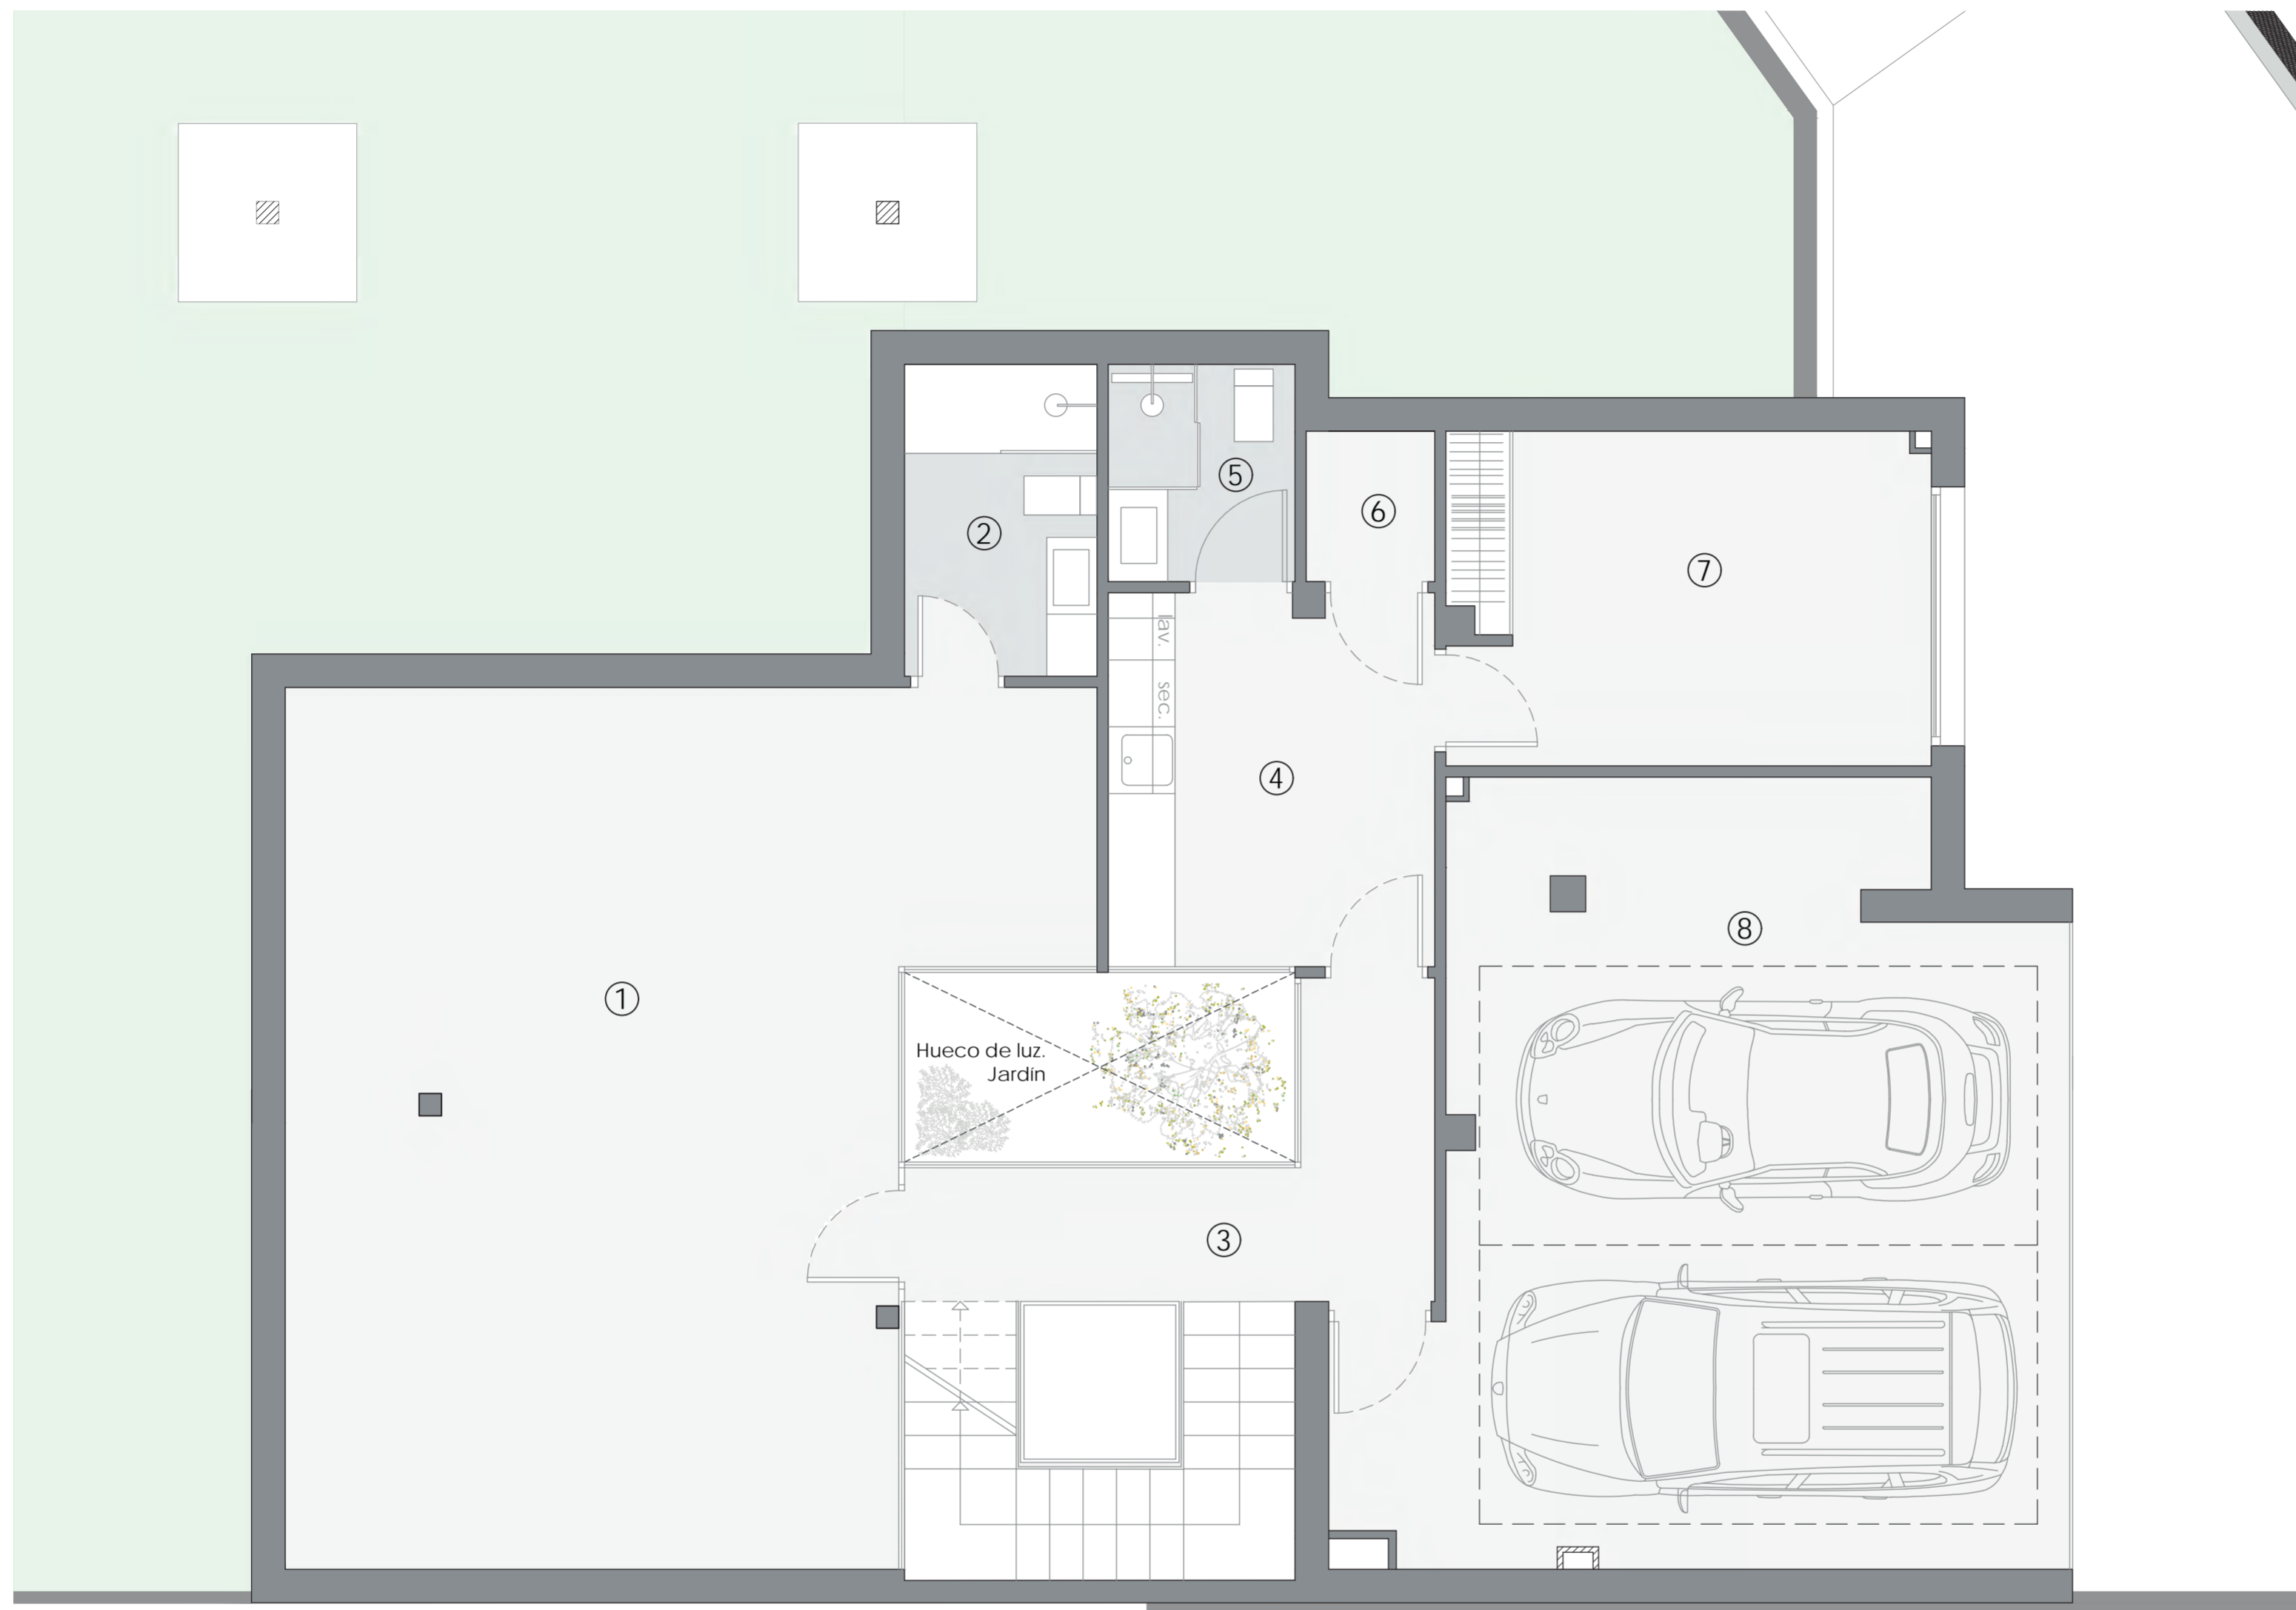 ⑤
⑥
②
⑦
lav.
sec.
④
⑧
①
Hueco de luz.
Jardín
③